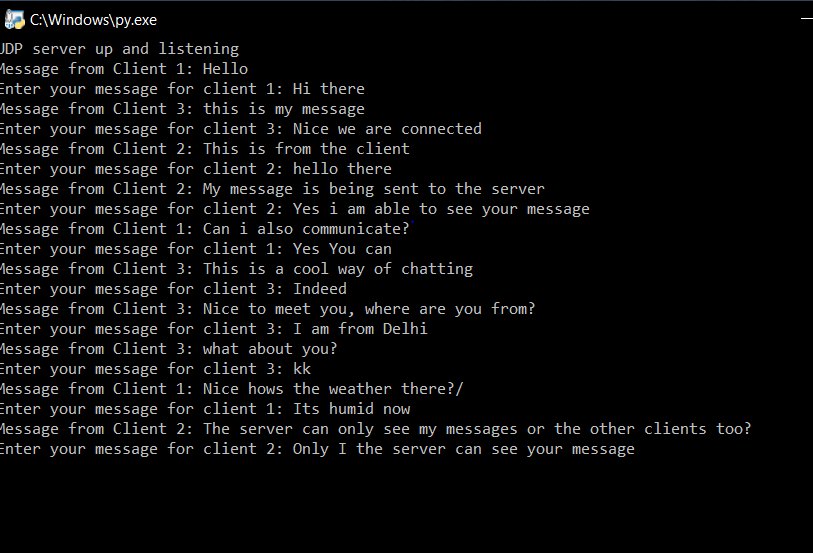 C:\Windows\py.exe
UDP server up and listening
Message from Client 1: Hello
Enter your message for client 1: Hi there
Message from Client 3: this is my message
Enter your message for client 3: Nice we are connected
Message from Client 2: This is from the client
Enter your message for client 2: hello there
Message from Client 2: My message is being sent to the server
Enter your message for client 2: Yes i am able to see your message
Message from Client 1: Can i also communicate?
Enter your message for client 1: Yes You can
Message from Client 3: This is a cool way of chatting
Enter your message for client 3: Indeed
Message from Client 3: Nice to meet you, where are you from?
Enter your message for client 3: I am from Delhi
Message from Client 3: what about you?
Enter your message for client 3: kk
Message from Client 1: Nice hows the weather there?/
Enter your message for client 1: Its humid now
Message from Client 2: The server can only see my messages or the other clients too?
Enter your message for client 2: Only I the server can see your message